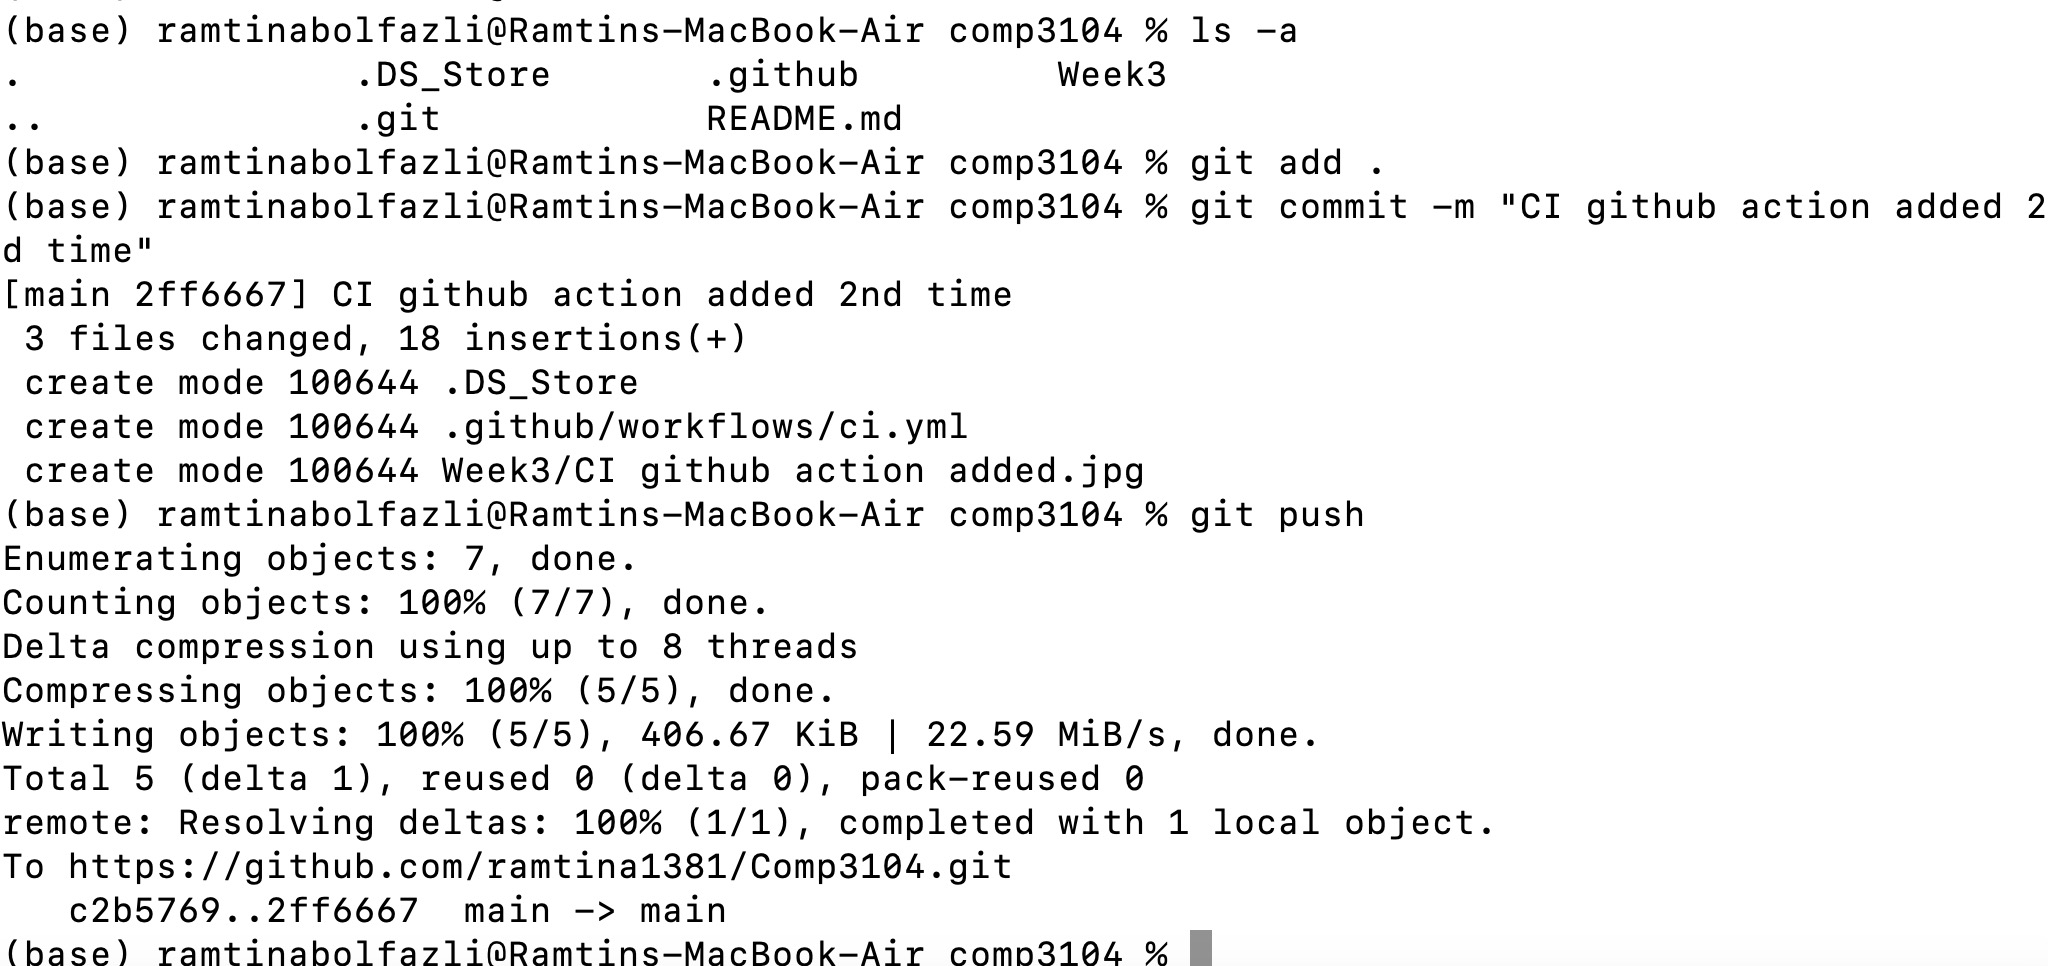 (base) ramtinabolfazli@Ramtins-MacBook-Air comp3104 % ls -a
.		.DS_Store	.github		Week3
..		.git		README.md
(base) ramtinabolfazli@Ramtins-MacBook-Air comp3104 % git add .
(base) ramtinabolfazli@Ramtins-MacBook-Air comp3104 % git commit -m "CI github action added 2
d time"
[main 2ff6667] CI github action added 2nd time
 3 files changed, 18 insertions(+)
 create mode 100644 .DS_Store
 create mode 100644 .github/workflows/ci.yml
 create mode 100644 Week3/CI github action added.jpg
(base) ramtinabolfazli@Ramtins-MacBook-Air comp3104 % git push
Enumerating objects: 7, done.
Counting objects: 100% (7/7), done.
Delta compression using up to 8 threads
Compressing objects: 100% (5/5), done.
Writing objects: 100% (5/5), 406.67 KiB | 22.59 MiB/s, done.
Total 5 (delta 1), reused 0 (delta 0), pack-reused 0
remote: Resolving deltas: 100% (1/1), completed with 1 local object.
To https://github.com/ramtina1381/Comp3104.git
   c2b5769..2ff6667  main -> main
(base) ramtinabolfazli@Ramtins-MacBook-Air comp3104 %